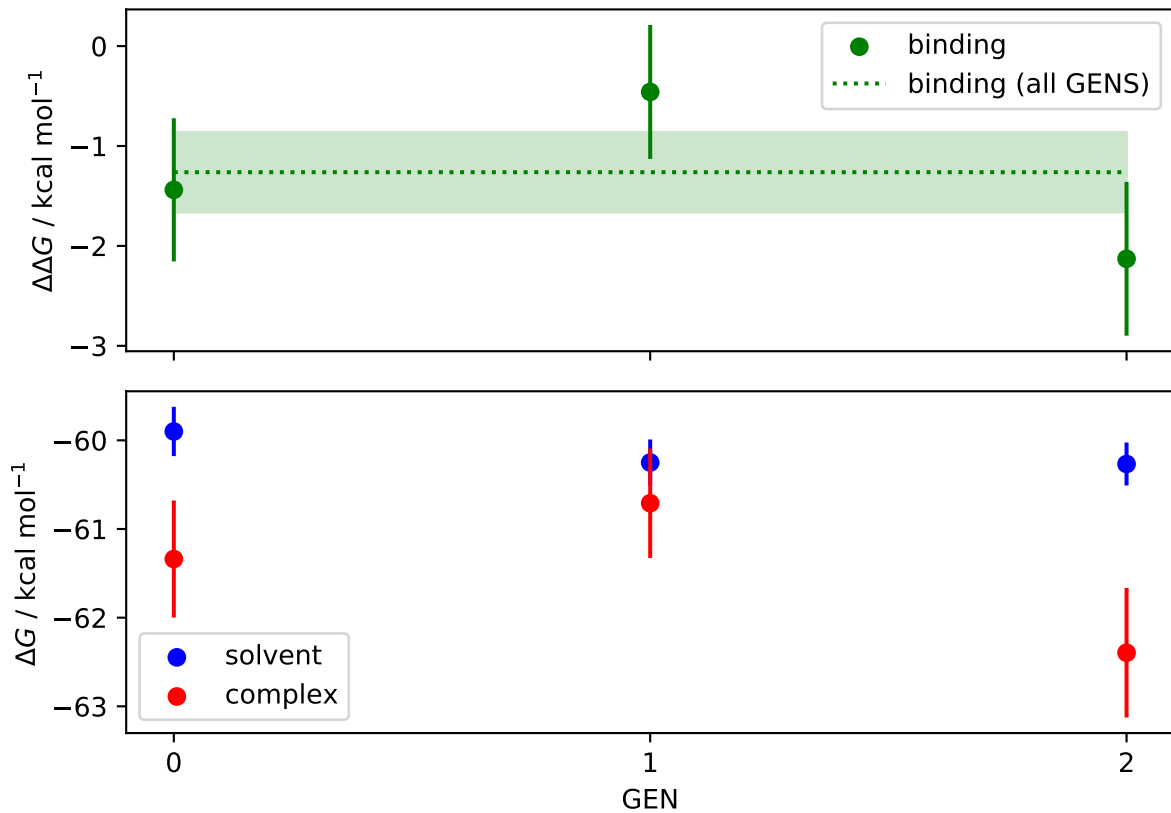 0
−1
−2
−3
ΔΔG / kcal mol⁻¹
binding
binding (all GENS)
−60
−61
−62
−63
ΔG / kcal mol⁻¹
solvent
complex
0 1 2
GEN